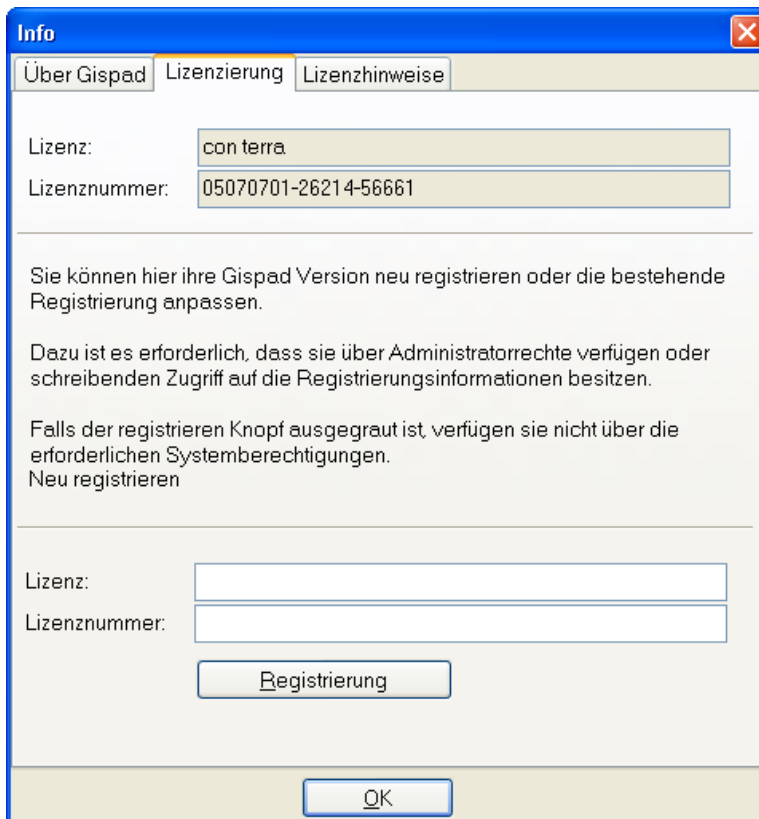 Info
Über Gispad Lizenzierung Lizenzhinweise
Lizenz: con terra
Lizenznummer: 05070701-26214-56661
Sie können hier ihre Gispad Version neu registrieren oder die bestehende
Registrierung anpassen.
Dazu ist es erforderlich, dass sie über Administratorrechte verfügen oder
schreibenden Zugriff auf die Registrierungsinformationen besitzen.
Falls der registrieren Knopf ausgegraut ist, verfügen sie nicht über die
erforderlichen Systemberechtigungen.
Neu registrieren
Lizenz:
Lizenznummer:
Registrierung
OK